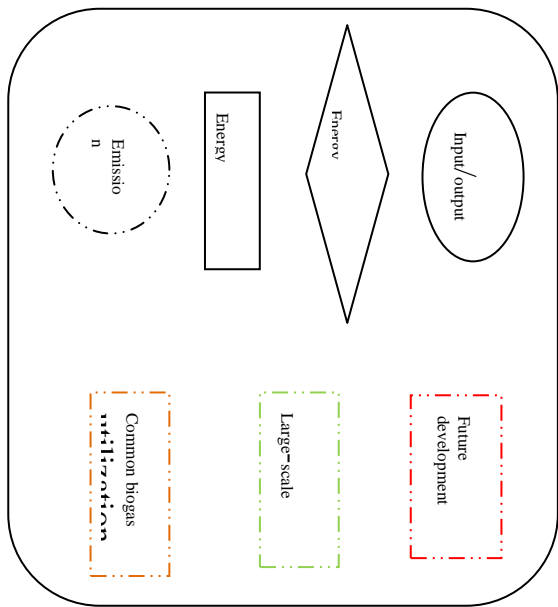 Input/output
Energy
Energy
Emissio
n
Future
development
Large-scale
Common biogas
utilization